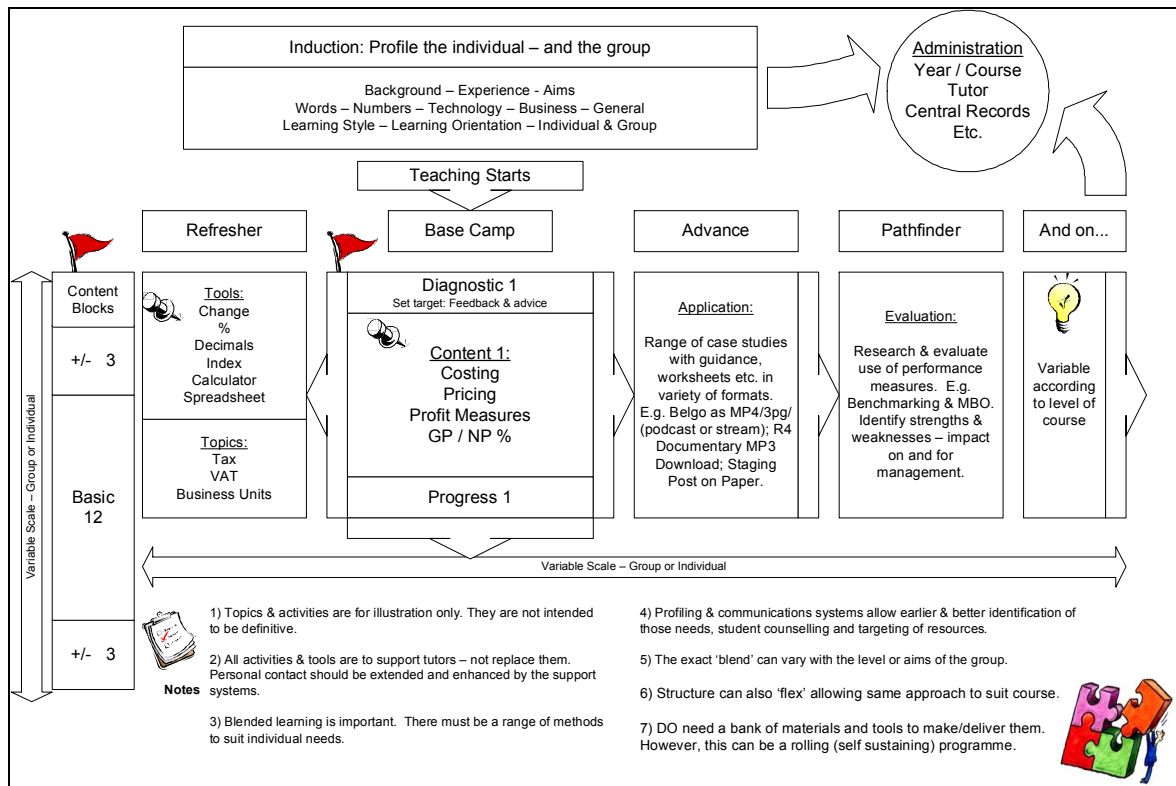 Induction: Profile the individual – and the group
Background – Experience - Aims
Words – Numbers – Technology – Business – General
Learning Style – Learning Orientation – Individual & Group
Administration
Year / Course
Tutor
Central Records
Etc.
Teaching Starts
Refresher
Base Camp
Advance
Pathfinder
And on...
Variable Scale – Group or Individual
Content
Blocks
+/- 3
Basic
12
+/- 3
Tools:
Change
%
Decimals
Index
Calculator
Spreadsheet
Topics:
Tax
VAT
Business Units
Diagnostic 1
Set target: Feedback & advice
Content 1:
Costing
Pricing
Profit Measures
GP / NP %
Progress 1
Application:
Range of case studies
with guidance,
worksheets etc. in
variety of formats.
E.g. Belgo as MP4/3pg/
(podcast or stream); R4
Documentary MP3
Download; Staging
Post on Paper.
Evaluation:
Research & evaluate
use of performance
measures. E.g.
Benchmarking & MBO.
Identify strengths &
weaknesses – impact
on and for
management.
Variable
according
to level of
course
Variable Scale – Group or Individual
Notes
1) Topics & activities are for illustration only. They are not intended
to be definitive.
2) All activities & tools are to support tutors – not replace them.
Personal contact should be extended and enhanced by the support
systems.
3) Blended learning is important. There must be a range of methods
to suit individual needs.
4) Profiling & communications systems allow earlier & better identification of
those needs, student counselling and targeting of resources.
5) The exact ‘blend’ can vary with the level or aims of the group.
6) Structure can also ‘flex’ allowing same approach to suit course.
7) DO need a bank of materials and tools to make/deliver them.
However, this can be a rolling (self sustaining) programme.